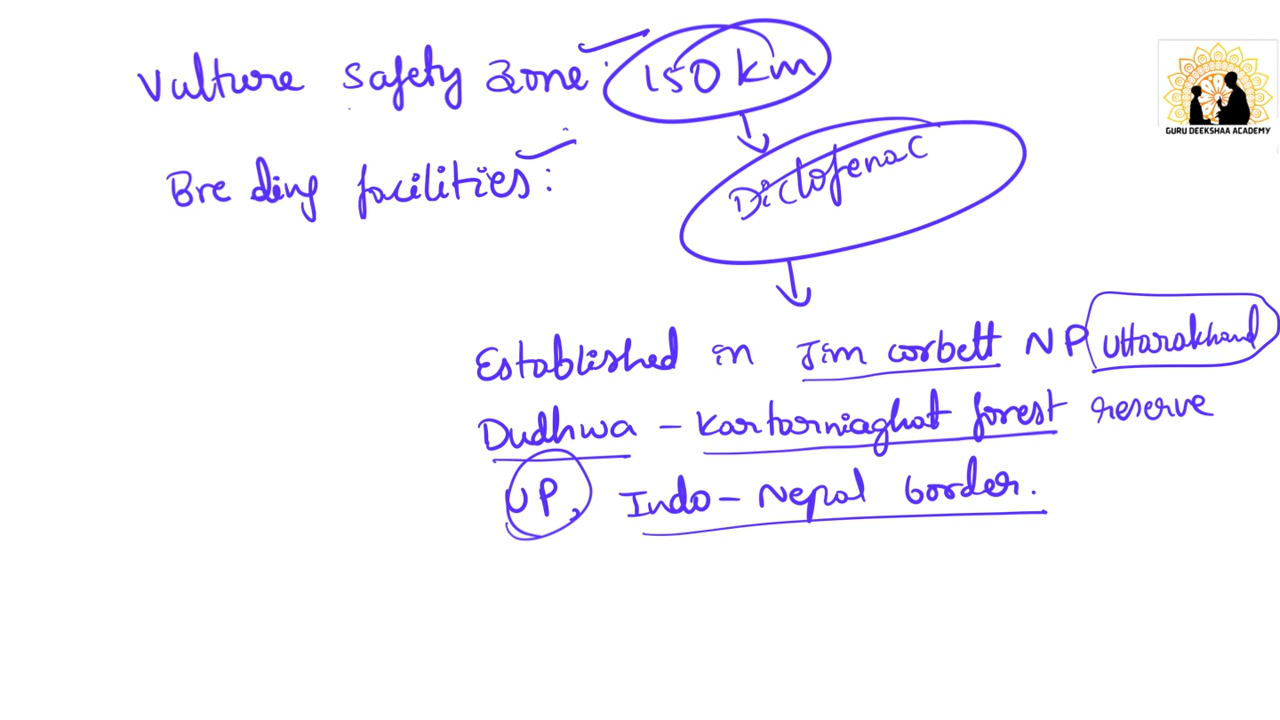 Vulture Safety Zone: 150 km
Diclofenac
Breeding facilities:
Established in Jim corbett NP Uttarakhand
Dudhwa - Kartarniaghat forest reserve
UP, Indo-Nepal border.
GURU DEEKSHAA ACADEMY